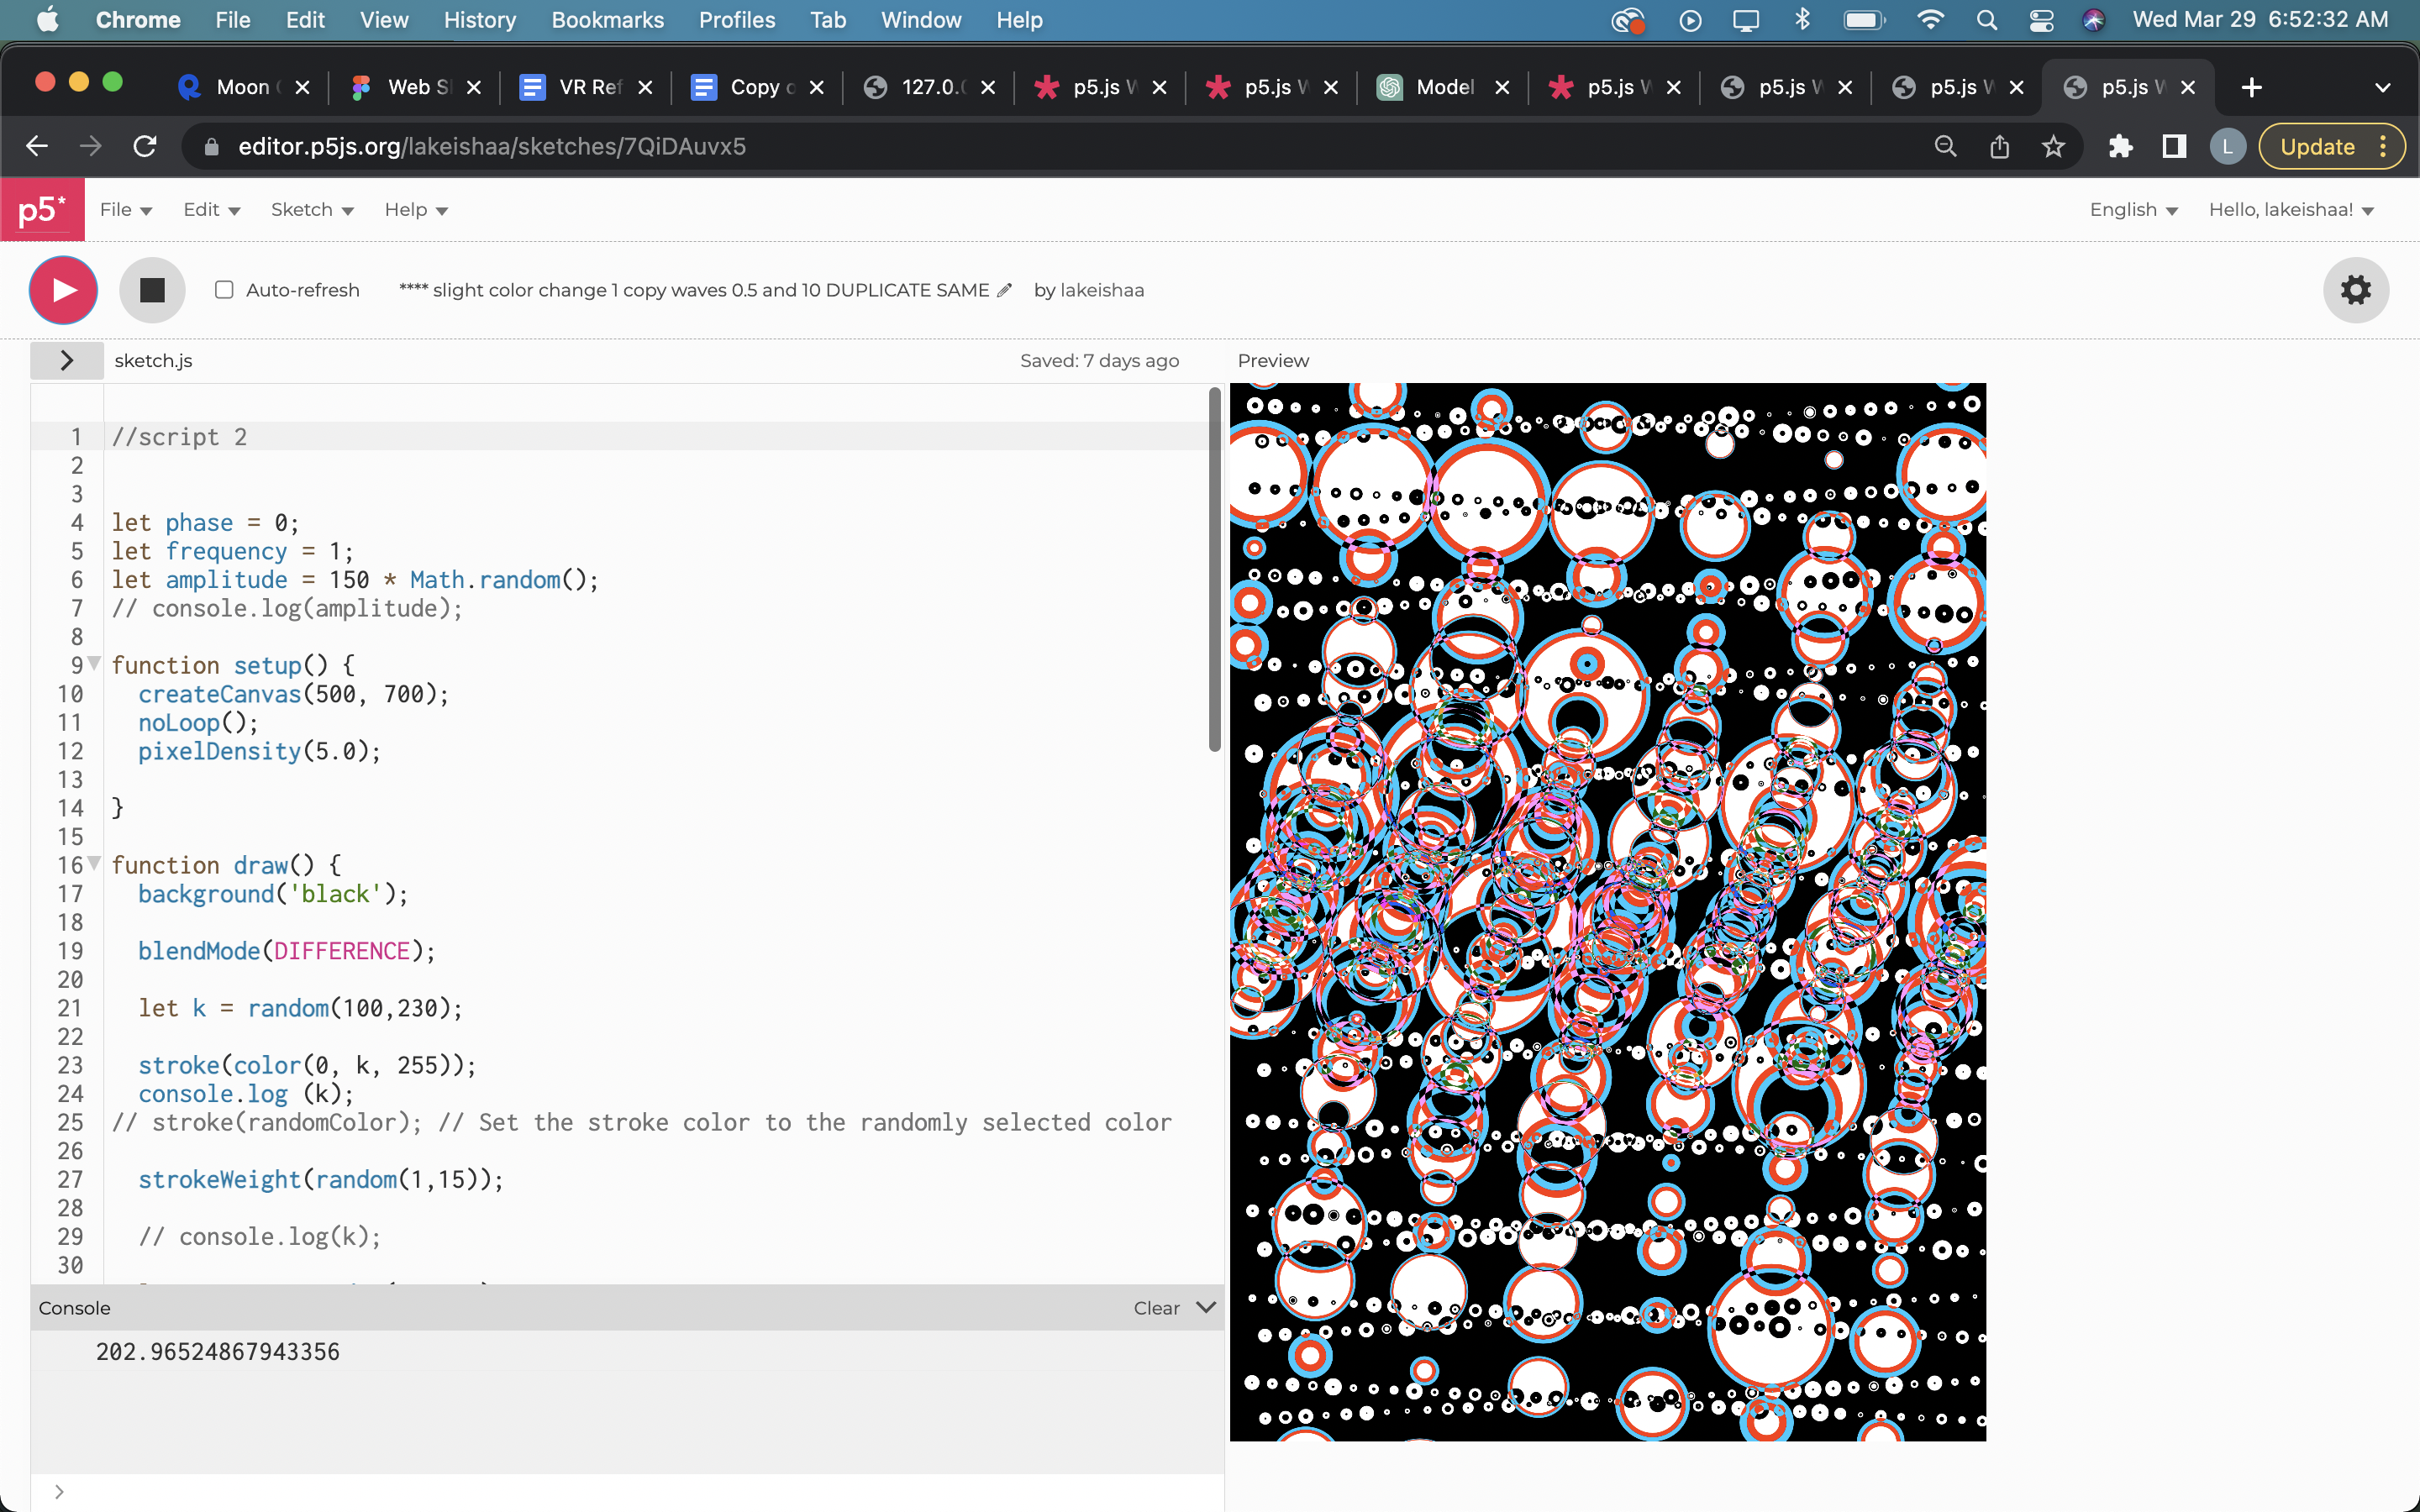 Chrome File Edit View History Bookmarks Profiles Tab Window Help Wed Mar 29 6:52:32 AM
Moon Web S VR Ref Copy 127.0. p5.js p5.js Model p5.js p5.js p5.js p5.js
editor.p5js.org/lakeishaa/sketches/7QiDAuvx5 L Update
p5* File Edit Sketch Help English Hello, lakeishaa!
Auto-refresh **** slight color change 1 copy waves 0.5 and 10 DUPLICATE SAME by lakeishaa
> sketch.js Saved: 7 days ago Preview
1 //script 2
2
3
4 let phase = 0;
5 let frequency = 1;
6 let amplitude = 150 * Math.random();
7 // console.log(amplitude);
8
9 function setup() {
10 createCanvas(500, 700);
11 noLoop();
12 pixelDensity(5.0);
13
14 }
15
16 function draw() {
17 background('black');
18
19 blendMode(DIFFERENCE);
20
21 let k = random(100,230);
22
23 stroke(color(0, k, 255));
24 console.log (k);
25 // stroke(randomColor); // Set the stroke color to the randomly selected color
26
27 strokeWeight(random(1,15));
28
29 // console.log(k);
30
Console Clear
202.96524867943356
>